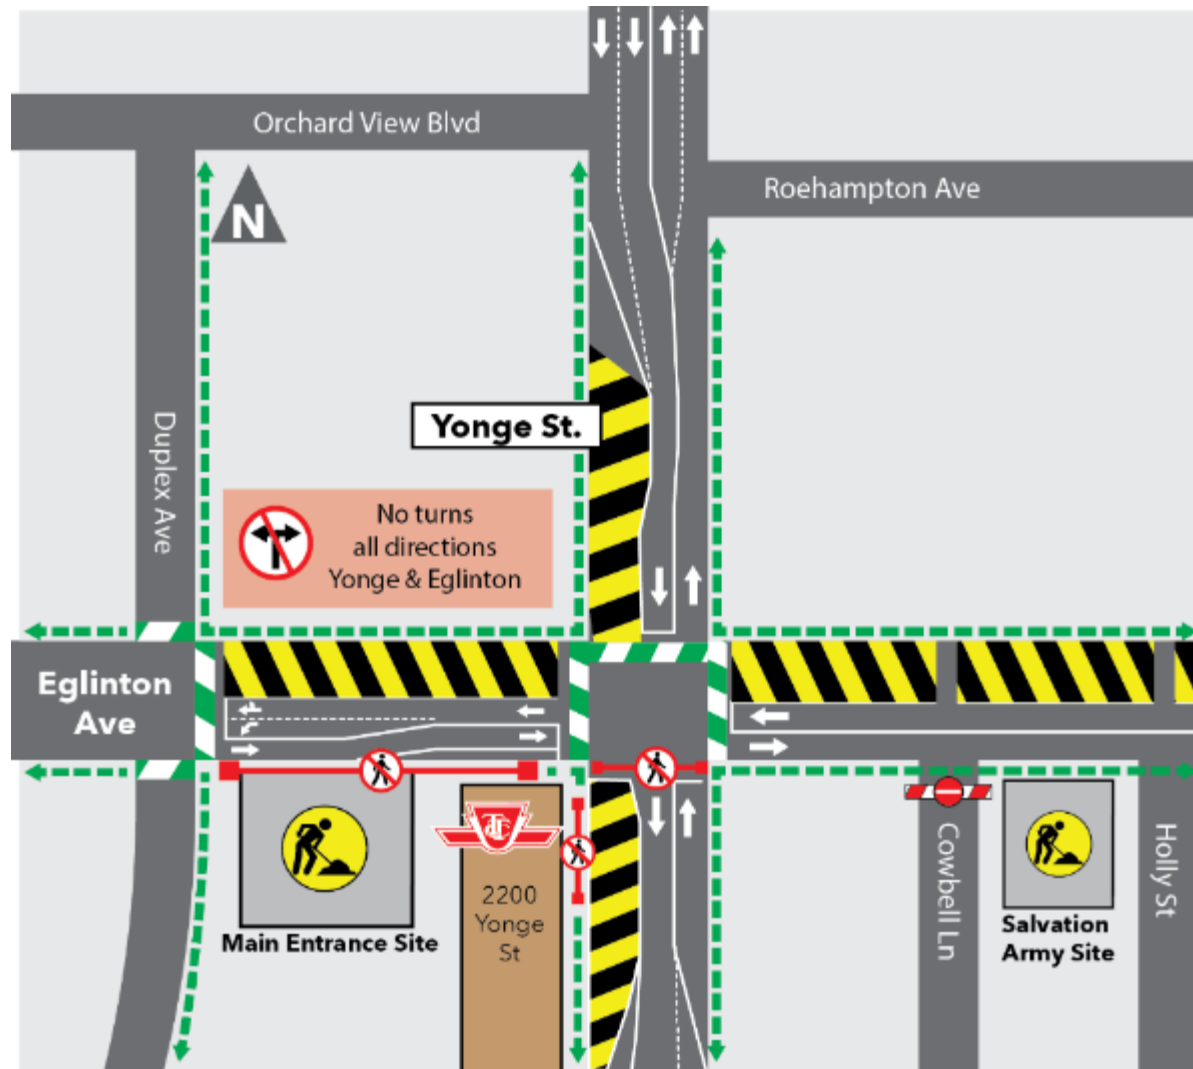 Orchard View Blvd
Roehampton Ave
N
Yonge St.
Duplex Ave
No turns
all directions
Yonge & Eglinton
Eglinton
Ave
TTC
2200
Yonge
St
Main Entrance Site
Cowbell Ln
Salvation
Army Site
Holly St